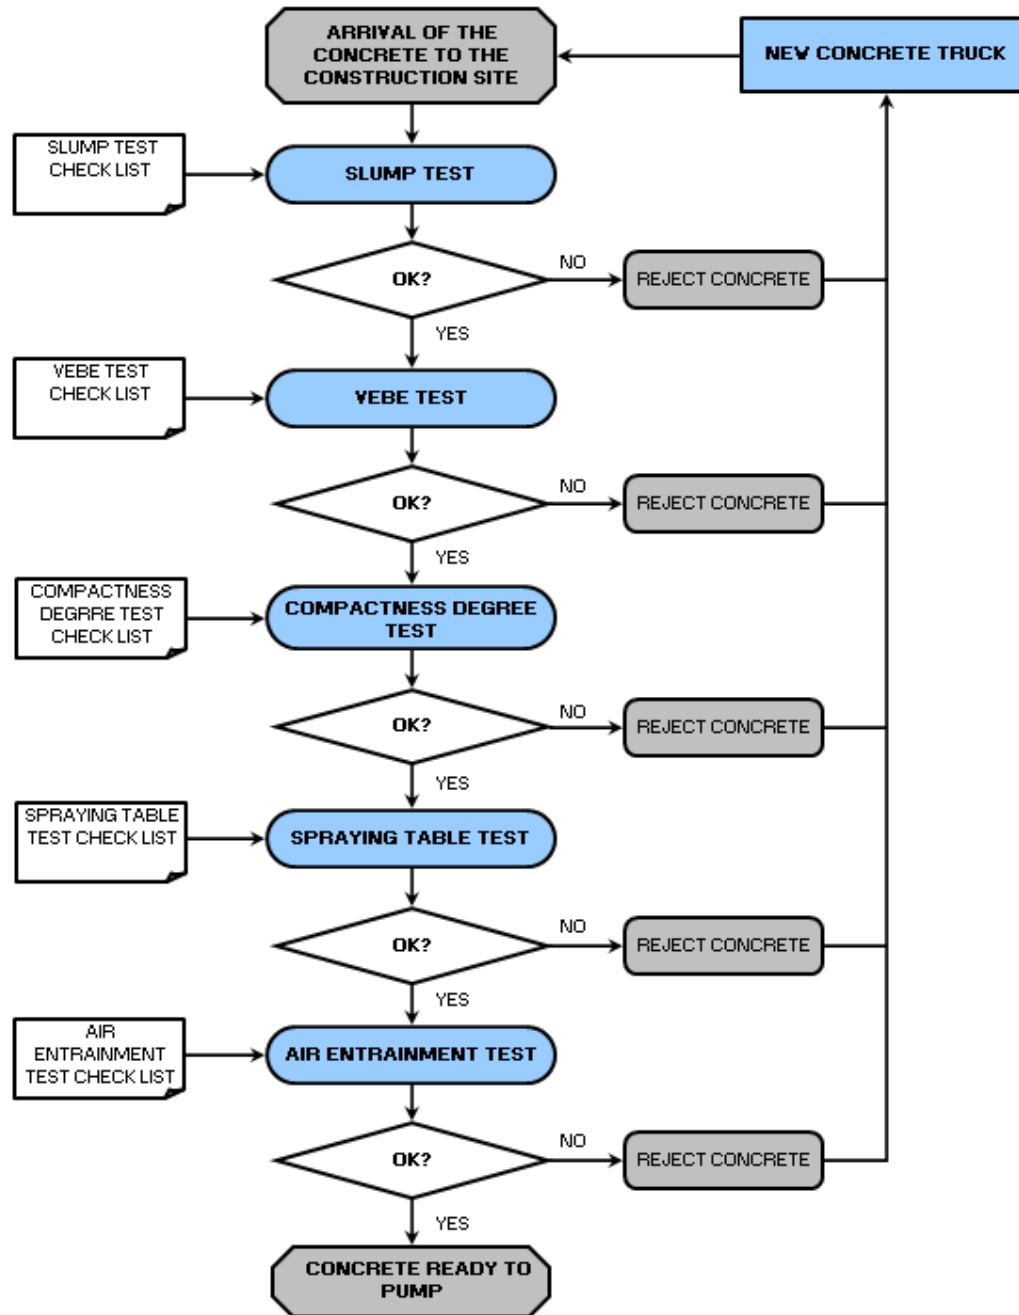 ARRIVAL OF THE
CONCRETE TO THE
CONSTRUCTION SITE
NEW CONCRETE TRUCK
SLUMP TEST
CHECK LIST
SLUMP TEST
OK?
NO
REJECT CONCRETE
YES
VEBE TEST
CHECK LIST
VEBE TEST
OK?
NO
REJECT CONCRETE
YES
COMPACTNESS
DEGRRE TEST
CHECK LIST
COMPACTNESS DEGREE
TEST
OK?
NO
REJECT CONCRETE
YES
SPRAYING TABLE
TEST CHECK LIST
SPRAYING TABLE TEST
OK?
NO
REJECT CONCRETE
YES
AIR
ENTRAINMENT
TEST CHECK LIST
AIR ENTRAINMENT TEST
OK?
NO
REJECT CONCRETE
YES
CONCRETE READY TO
PUMP